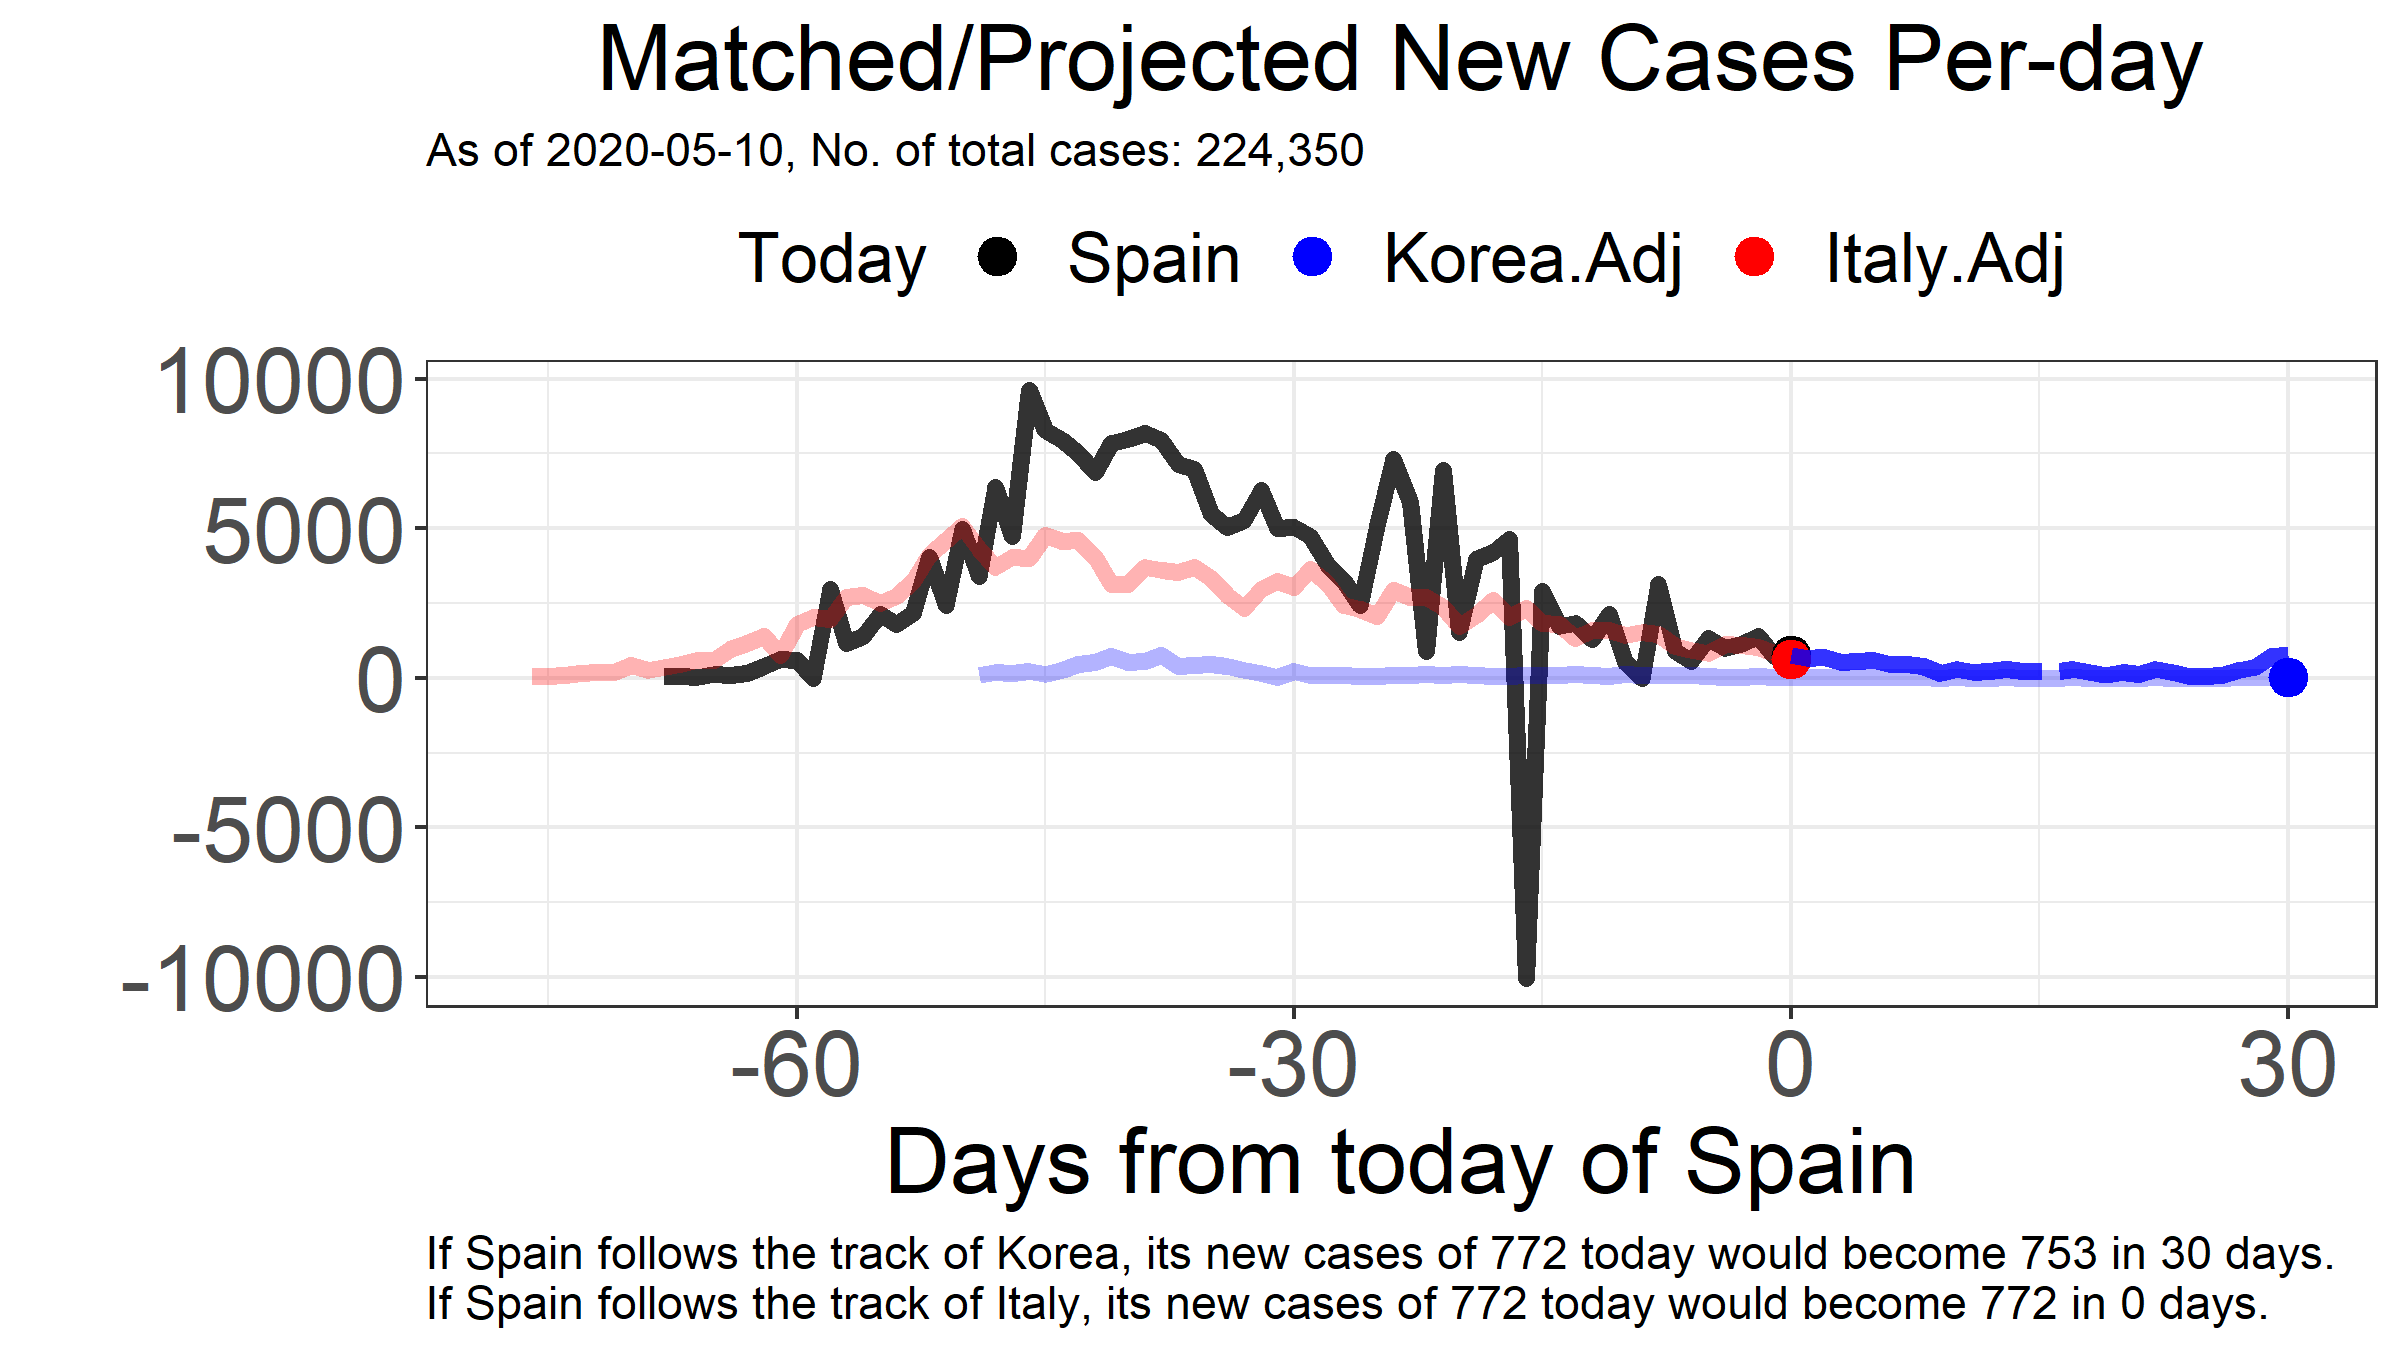 Matched/Projected New Cases Per-day
As of 2020-05-10, No. of total cases: 224,350
Today Spain Korea.Adj Italy.Adj
10000
5000
0
-5000
-10000
-60 -30 0 30
Days from today of Spain
If Spain follows the track of Korea, its new cases of 772 today would become 753 in 30 days.
If Spain follows the track of Italy, its new cases of 772 today would become 772 in 0 days.